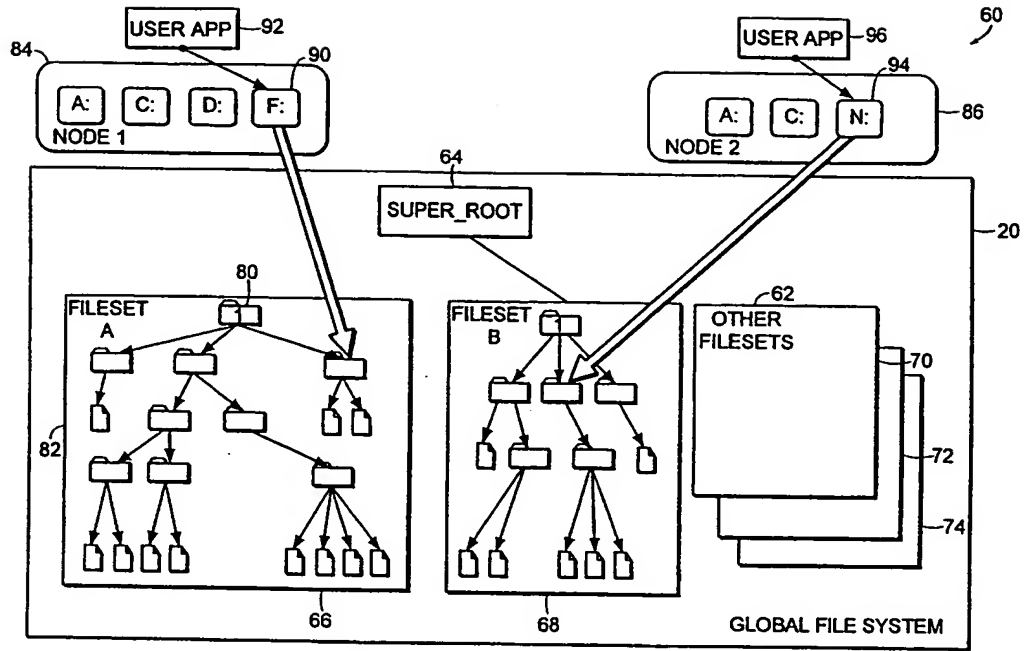 60
USER APP
92
USER APP
96
84
90
94
A:
C:
D:
F:
NODE 1
A:
C:
N:
NODE 2
86
64
SUPER_ROOT
20
FILESET
A
80
FILESET
B
62
OTHER
FILESETS
70
82
72
74
66
68
GLOBAL FILE SYSTEM